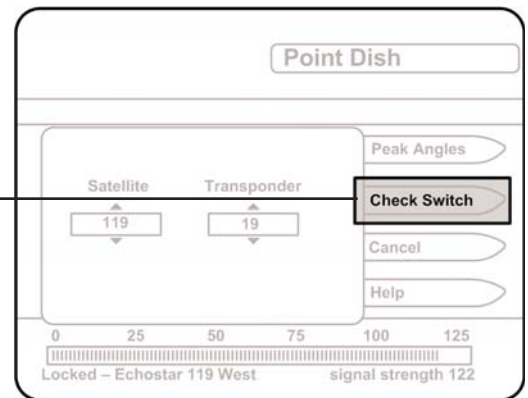 Point Dish
Peak Angles
Satellite Transponder
Check Switch
119 19
Cancel
Help
0 25 50 75 100 125
Locked – Echostar 119 West signal strength 122